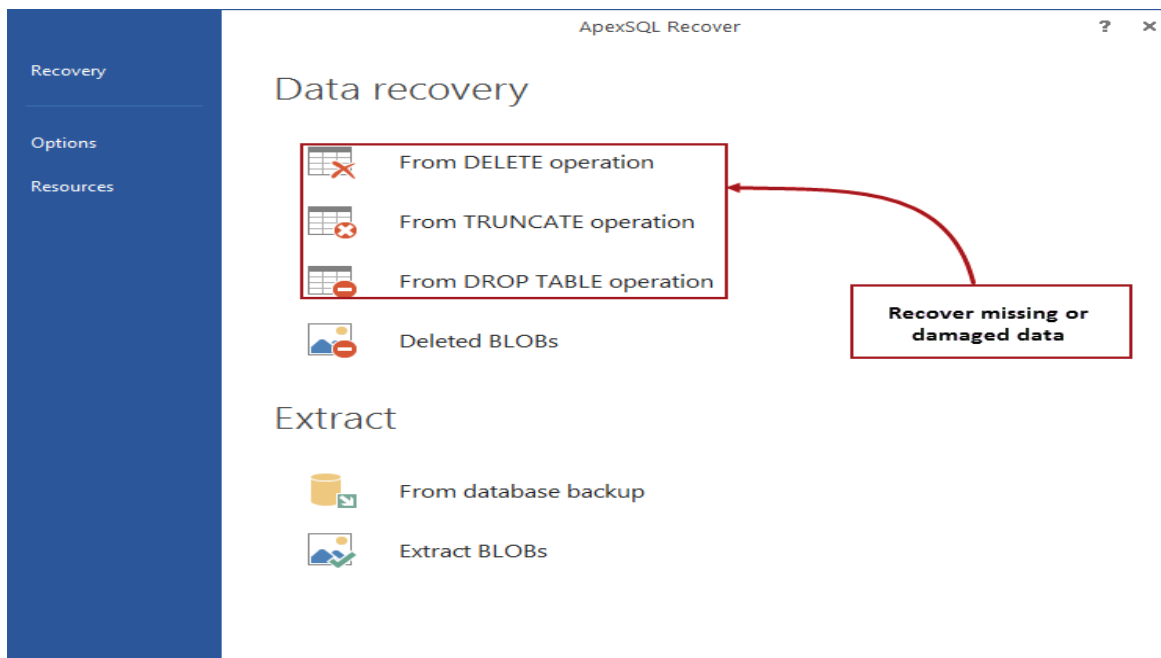 ApexSQL Recover
? ×
Recovery
Options
Resources
Data recovery
From DELETE operation
From TRUNCATE operation
From DROP TABLE operation
Deleted BLOBs
Recover missing or
damaged data
Extract
From database backup
Extract BLOBs